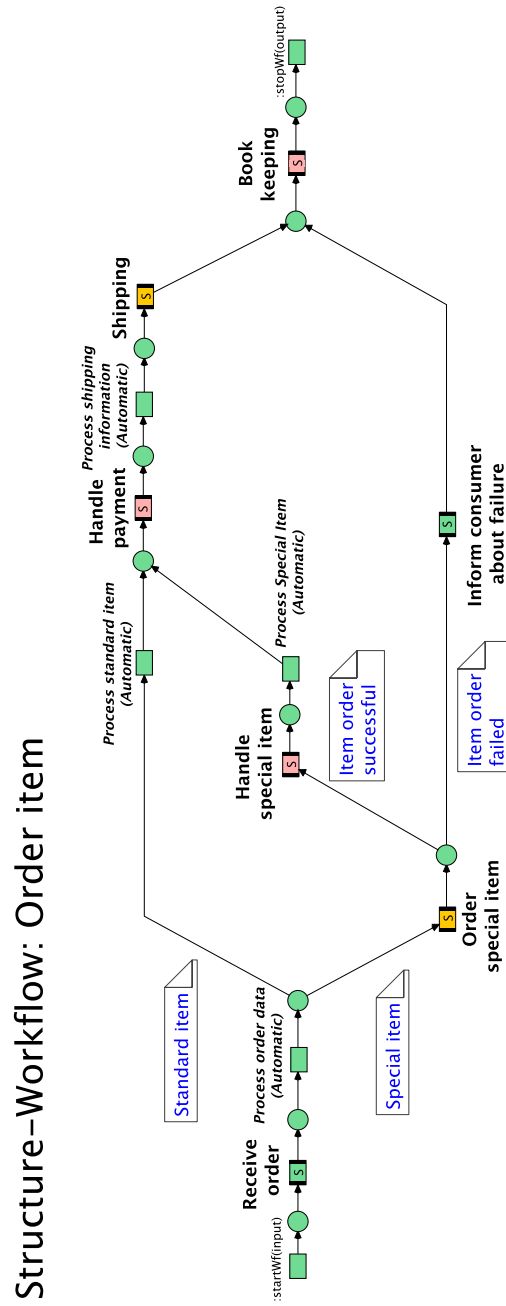 Structure-Workflow: Order item
:startWf(input)
Receive
order
S
Process order data
(Automatic)
Standard item
Special item
Order
special item
S
Handle
special item
S
Item order
successful
Item order
failed
Process standard item
(Automatic)
Process Special Item
(Automatic)
Handle
payment
S
Inform consumer
about failure
S
Process shipping
information
(Automatic)
Shipping
S
Book
keeping
S
:stopWf(output)